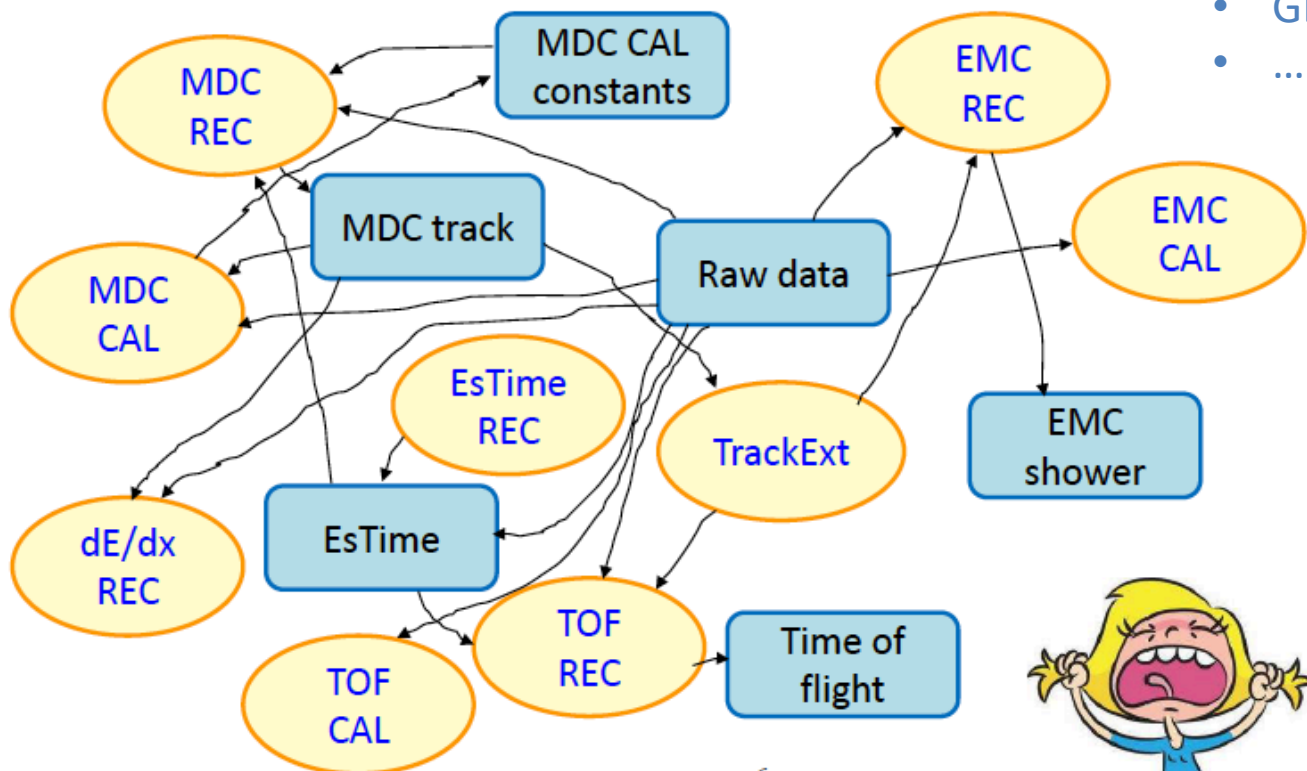 MDC CAL
constants
MDC
REC
EMC
REC
...
MDC track
Raw data
EMC
CAL
MDC
CAL
EsTime
REC
TrackExt
EMC
shower
dE/dx
REC
EsTime
TOF
REC
Time of
flight
TOF
CAL